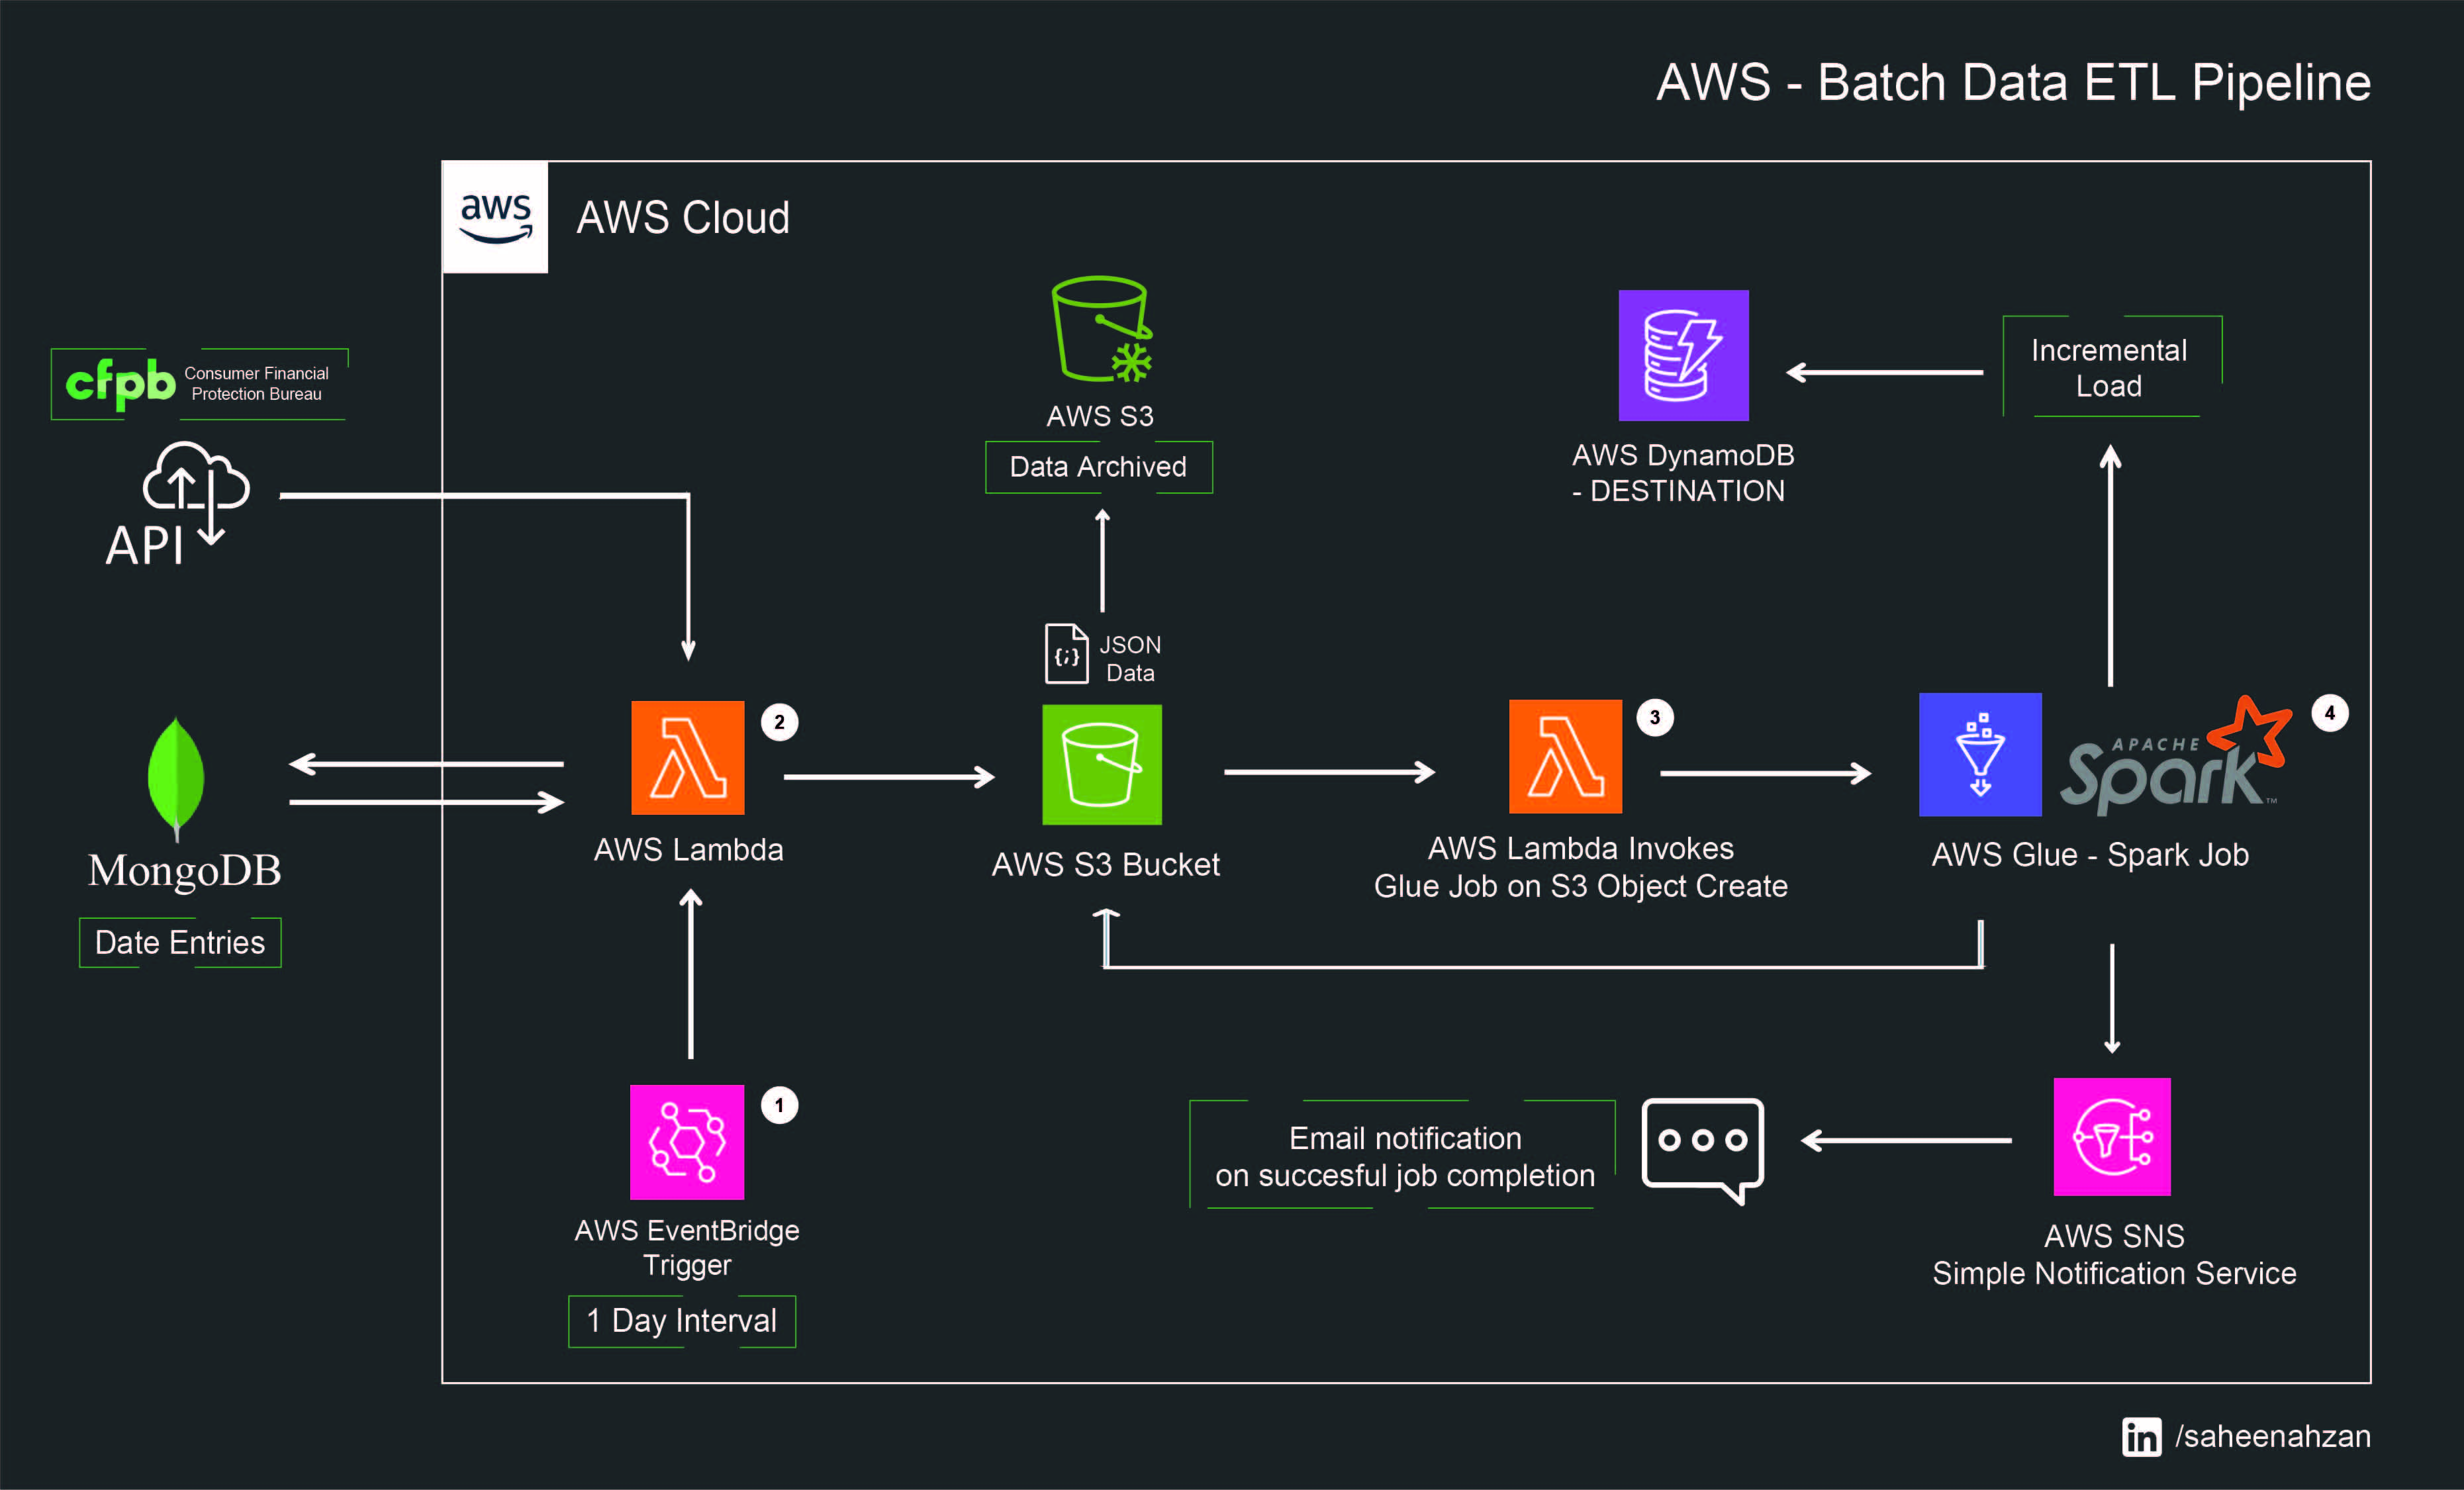 AWS - Batch Data ETL Pipeline
aws
AWS Cloud
cfpb
Consumer Financial
Protection Bureau
API
AWS S3
Data Archived
AWS DynamoDB
- DESTINATION
Incremental
Load
{;}
JSON
Data
MongoDB
Date Entries
2
AWS Lambda
AWS S3 Bucket
3
AWS Lambda Invokes
Glue Job on S3 Object Create
4
APACHE
Spark™
AWS Glue - Spark Job
1
AWS EventBridge
Trigger
1 Day Interval
Email notification
on succesful job completion
AWS SNS
Simple Notification Service
in /saheenahzan